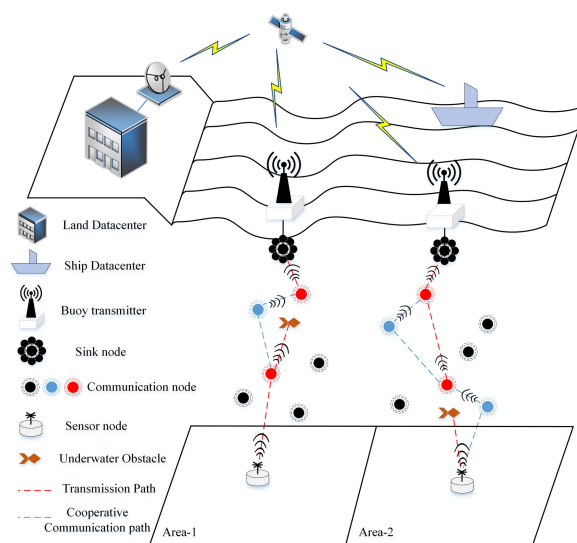 Land Datacenter
Ship Datacenter
Buoy transmitter
Sink node
Communication node
Sensor node
Underwater Obstacle
Transmission Path
Cooperative
Communication path
Area-1
Area-2